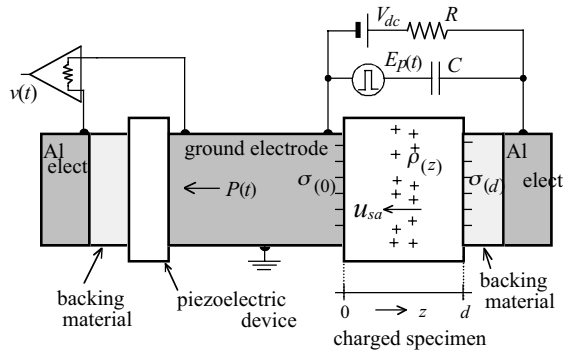 V_dc
R
E_p(t)
C
v(t)
Al
elect
ground electrode
P(t)
σ(0)
u_sa
ρ(z)
σ(d)
Al
elect
+ +
+
+
+ +
+ +
+ +
+ +
backing
material
piezoelectric
device
0
z
d
backing
material
charged specimen